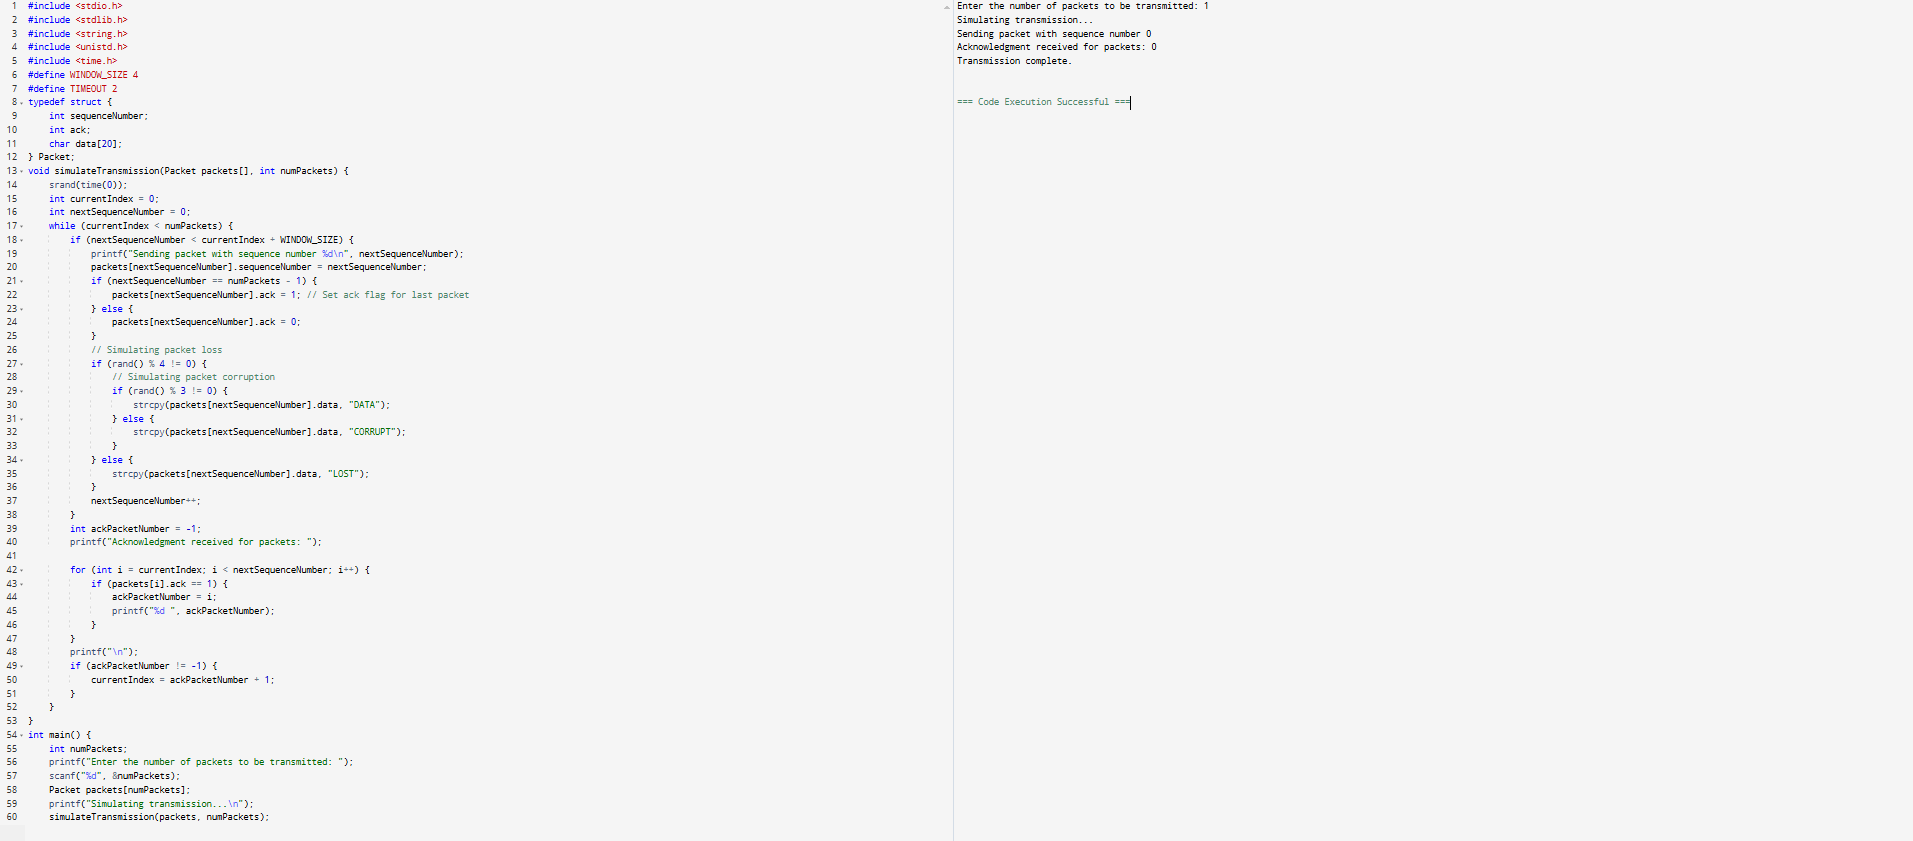 1 #include <stdio.h>
2 #include <stdlib.h>
3 #include <string.h>
4 #include <unistd.h>
5 #include <time.h>
6 #define WINDOW_SIZE 4
7 #define TIMEOUT 2
8 typedef struct {
9 int sequenceNumber;
10 int ack;
11 char data[20];
12 } Packet;
13 void simulateTransmission(Packet packets[], int numPackets) {
14 srand(time(0));
15 int currentIndex = 0;
16 int nextSequenceNumber = 0;
17 while (currentIndex < numPackets) {
18 if (nextSequenceNumber < currentIndex + WINDOW_SIZE) {
19 printf("Sending packet with sequence number %d\n", nextSequenceNumber);
20 packets[nextSequenceNumber].sequenceNumber = nextSequenceNumber;
21 if (nextSequenceNumber == numPackets - 1) {
22 packets[nextSequenceNumber].ack = 1; // Set ack flag for last packet
23 } else {
24 packets[nextSequenceNumber].ack = 0;
25 }
26 // Simulating packet loss
27 if (rand() % 4 != 0) {
28 // Simulating packet corruption
29 if (rand() % 3 != 0) {
30 strcpy(packets[nextSequenceNumber].data, "DATA");
31 } else {
32 strcpy(packets[nextSequenceNumber].data, "CORRUPT");
33 }
34 } else {
35 strcpy(packets[nextSequenceNumber].data, "LOST");
36 }
37 nextSequenceNumber++;
38 }
39 int ackPacketNumber = -1;
40 printf("Acknowledgment received for packets: ");
41
42 for (int i = currentIndex; i < nextSequenceNumber; i++) {
43 if (packets[i].ack == 1) {
44 ackPacketNumber = i;
45 printf("%d ", ackPacketNumber);
46 }
47 }
48 printf("\n");
49 if (ackPacketNumber != -1) {
50 currentIndex = ackPacketNumber + 1;
51 }
52 }
53 }
54 int main() {
55 int numPackets;
56 printf("Enter the number of packets to be transmitted: ");
57 scanf("%d", &numPackets);
58 Packet packets[numPackets];
59 printf("Simulating transmission...\n");
60 simulateTransmission(packets, numPackets);
Enter the number of packets to be transmitted: 1
Simulating transmission...
Sending packet with sequence number 0
Acknowledgment received for packets: 0
Transmission complete.
=== Code Execution Successful ===